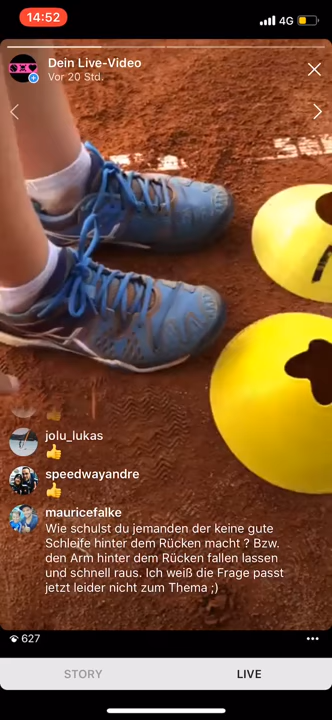 14:52
4G
Dein Live-Video
Vor 20 Std.
jolu_lukas
👍
speedwayandre
👍
mauricefalke
Wie schulst du jemanden der keine gute
Schleife hinter dem Rücken macht ? Bzw.
den Arm hinter dem Rücken fallen lassen
und schnell raus. Ich weiß die Frage passt
jetzt leider nicht zum Thema ;)
627
STORY
LIVE